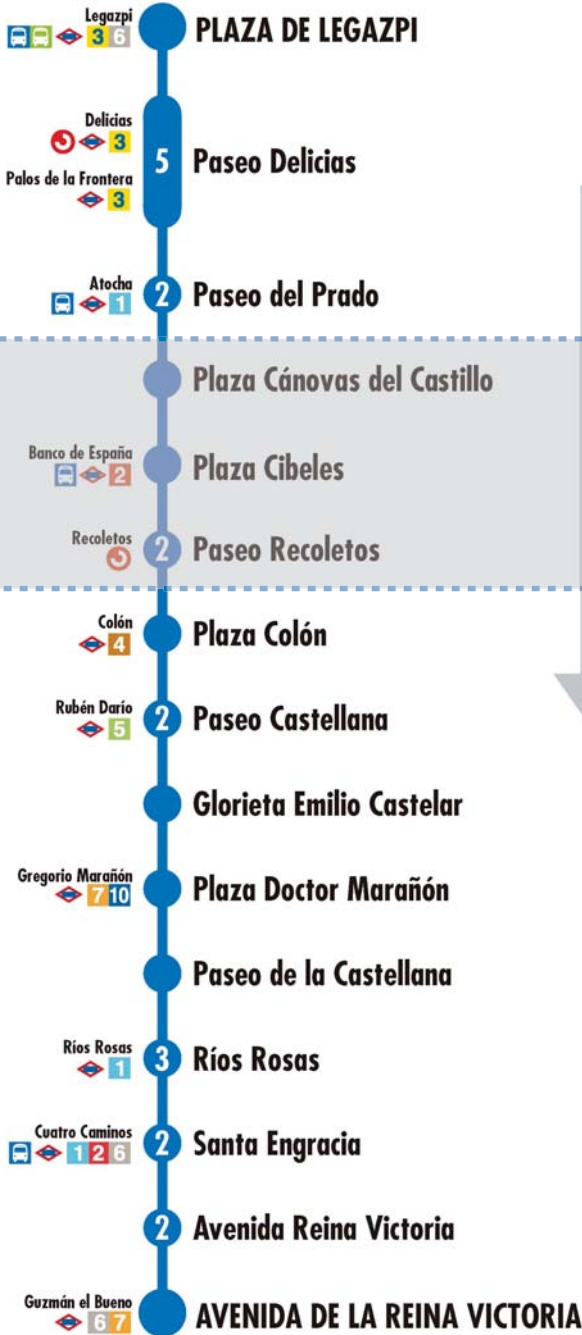 Legazpi
3 6
PLAZA DE LEGAZPI
Delicias
3
5
Paseo Delicias
Palos de la Frontera
3
Atocha
1
2
Paseo del Prado
Plaza Cánovas del Castillo
Banco de España
2
Plaza Cibeles
Recoletos
2
Paseo Recoletos
Colón
4
Plaza Colón
Rubén Darío
5
2
Paseo Castellana
Glorieta Emilio Castelar
Gregorio Marañón
7 10
Plaza Doctor Marañón
Paseo de la Castellana
Ríos Rosas
1
3
Ríos Rosas
Cuatro Caminos
1 2 6
2
Santa Engracia
2
Avenida Reina Victoria
Guzmán el Bueno
6 7
AVENIDA DE LA REINA VICTORIA